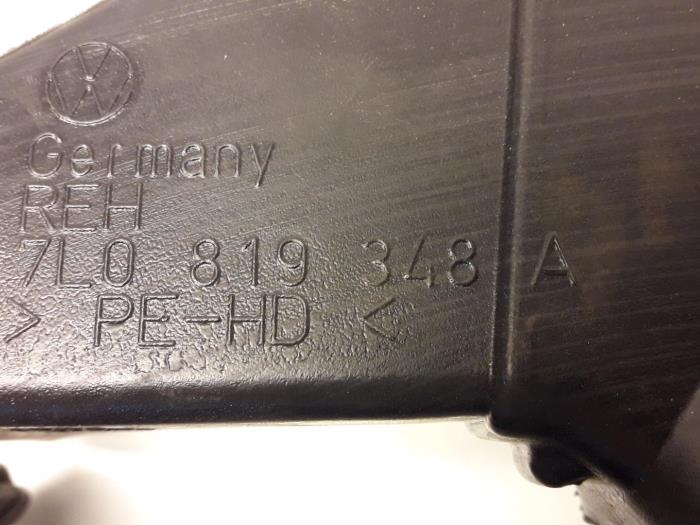 Germany
REH
7L0 819 348 A
> PE-HD <